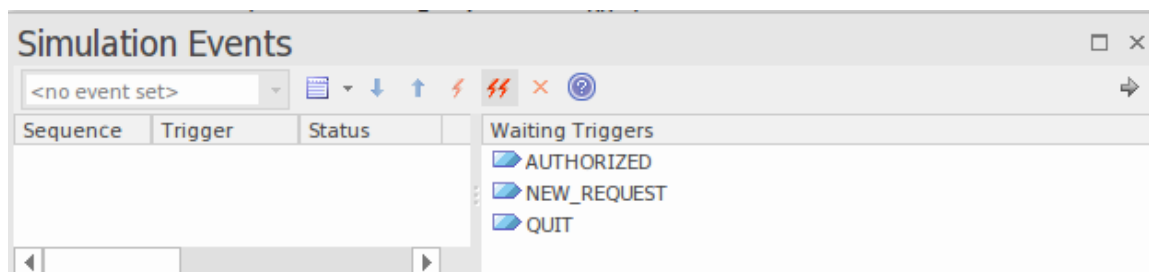 Simulation Events
<no event set>
Sequence Trigger Status Waiting Triggers
AUTHORIZED
NEW_REQUEST
QUIT